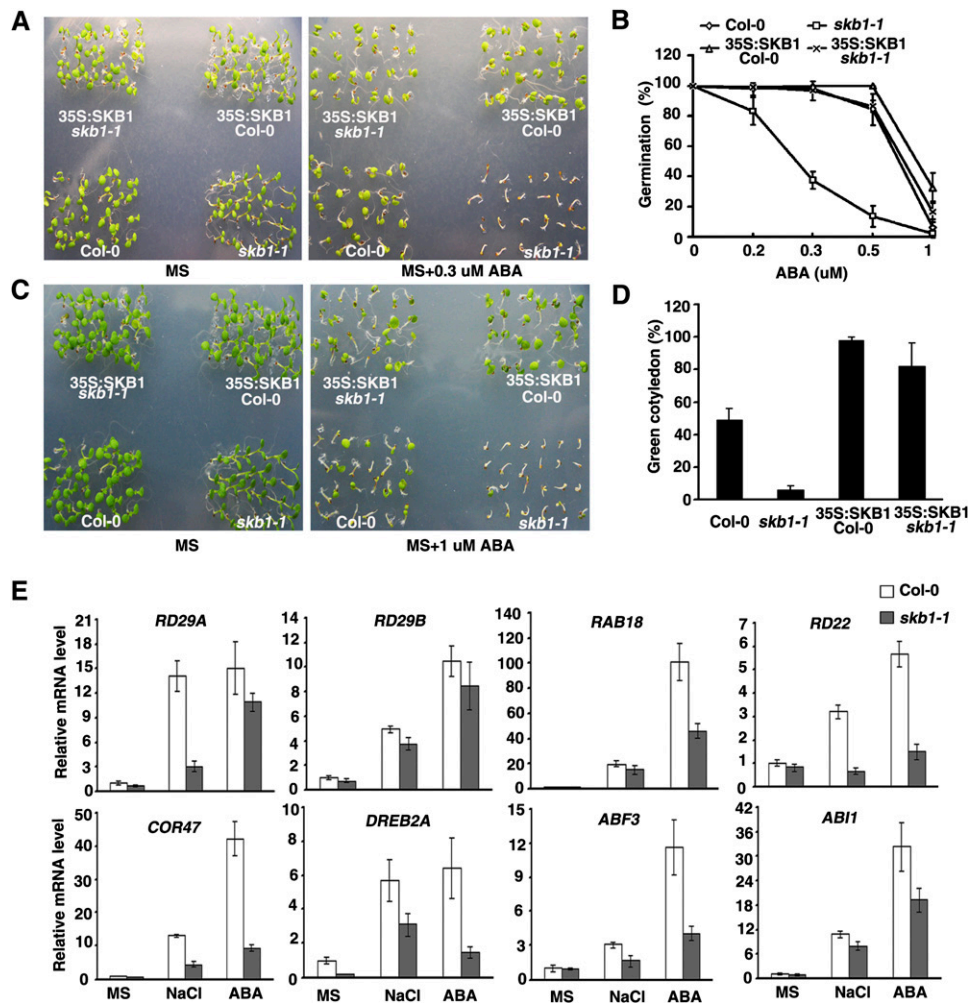 A
35S:SKB1
skb1-1
35S:SKB1
Col-0
Col-0
skb1-1
MS
35S:SKB1
skb1-1
35S:SKB1
Col-0
Col-0
skb1-1
MS+0.3 uM ABA
B
Col-0
skb1-1
35S:SKB1
Col-0
35S:SKB1
skb1-1
Germination (%)
120
100
80
60
40
20
0
0 0.2 0.3 0.5 1
ABA (uM)
C
35S:SKB1
skb1-1
35S:SKB1
Col-0
Col-0
skb1-1
MS
35S:SKB1
skb1-1
35S:SKB1
Col-0
Col-0
skb1-1
MS+1 uM ABA
D
Green cotyledon (%)
120
100
80
60
40
20
0
Col-0
skb1-1
35S:SKB1
Col-0
35S:SKB1
skb1-1
E
Col-0
skb1-1
Relative mRNA level
RD29A
21
18
15
12
9
6
3
0
RD29B
14
12
10
8
6
4
2
0
RAB18
140
120
100
80
60
40
20
0
RD22
7
6
5
4
3
2
1
0
Relative mRNA level
COR47
50
40
30
20
10
0
MS NaCl ABA
DREB2A
10
8
6
4
2
0
MS NaCl ABA
ABF3
15
12
9
6
3
0
MS NaCl ABA
ABI1
42
36
30
24
18
12
6
0
MS NaCl ABA